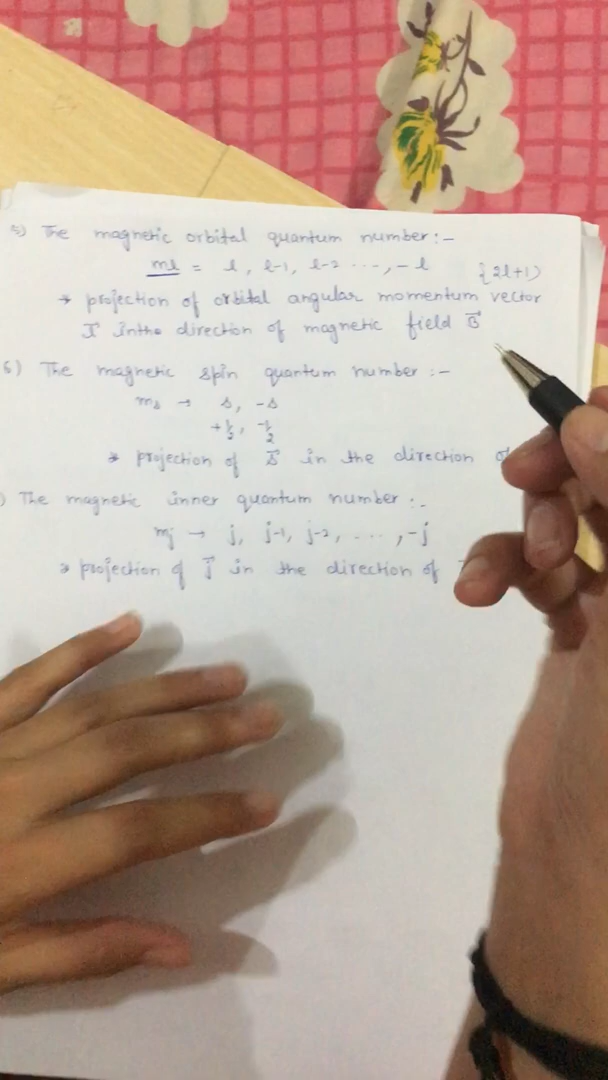 5) The magnetic orbital quantum number :-
ml = l, l-1, l-2 ..., -l {2l+1)
* projection of orbital angular momentum vector
l⃗ in the direction of magnetic field B⃗
6) The magnetic spin quantum number :-
ms → s, -s
+1/2, -1/2
* projection of s⃗ in the direction of
) The magnetic inner quantum number :-
mj → j, j-1, j-2, ..., -j
* projection of j⃗ in the direction of